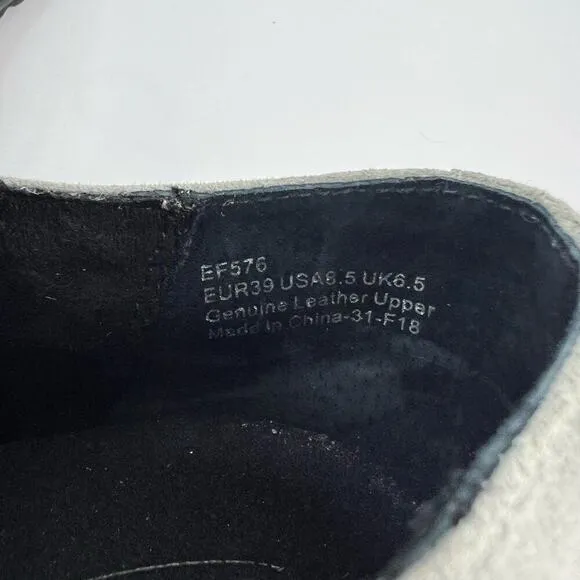 EF576
EUR39 USA8.5 UK6.5
Genuine Leather Upper
Made in China-31-F18